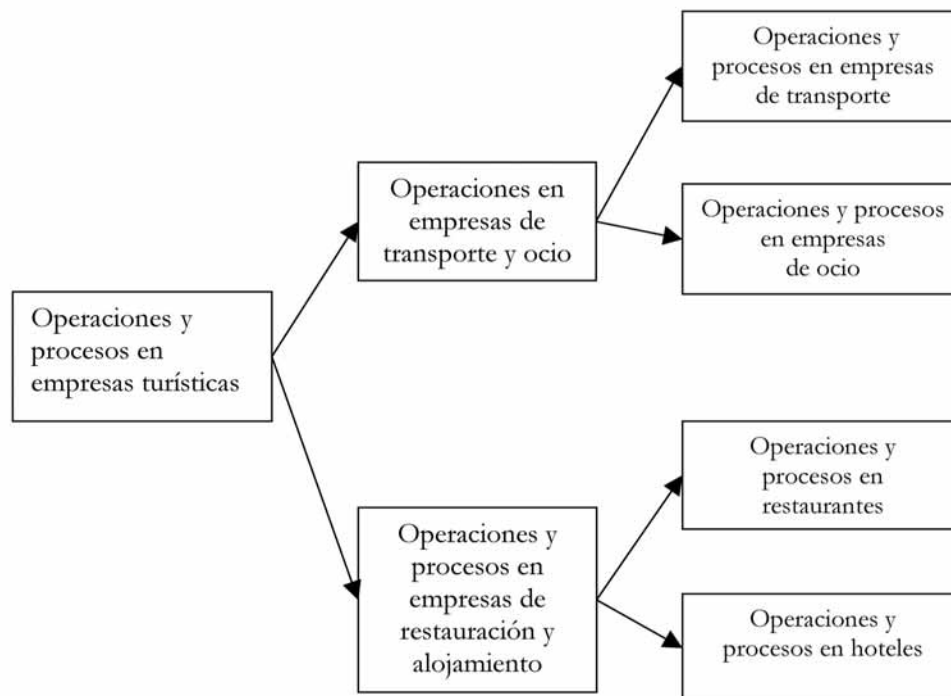 Operaciones y
procesos en
empresas turísticas
Operaciones en
empresas de
transporte y ocio
Operaciones y
procesos en empresas
de transporte
Operaciones y procesos
en empresas
de ocio
Operaciones y
procesos en
empresas de
restauración y
alojamiento
Operaciones y
procesos en
restaurantes
Operaciones y
procesos en hoteles